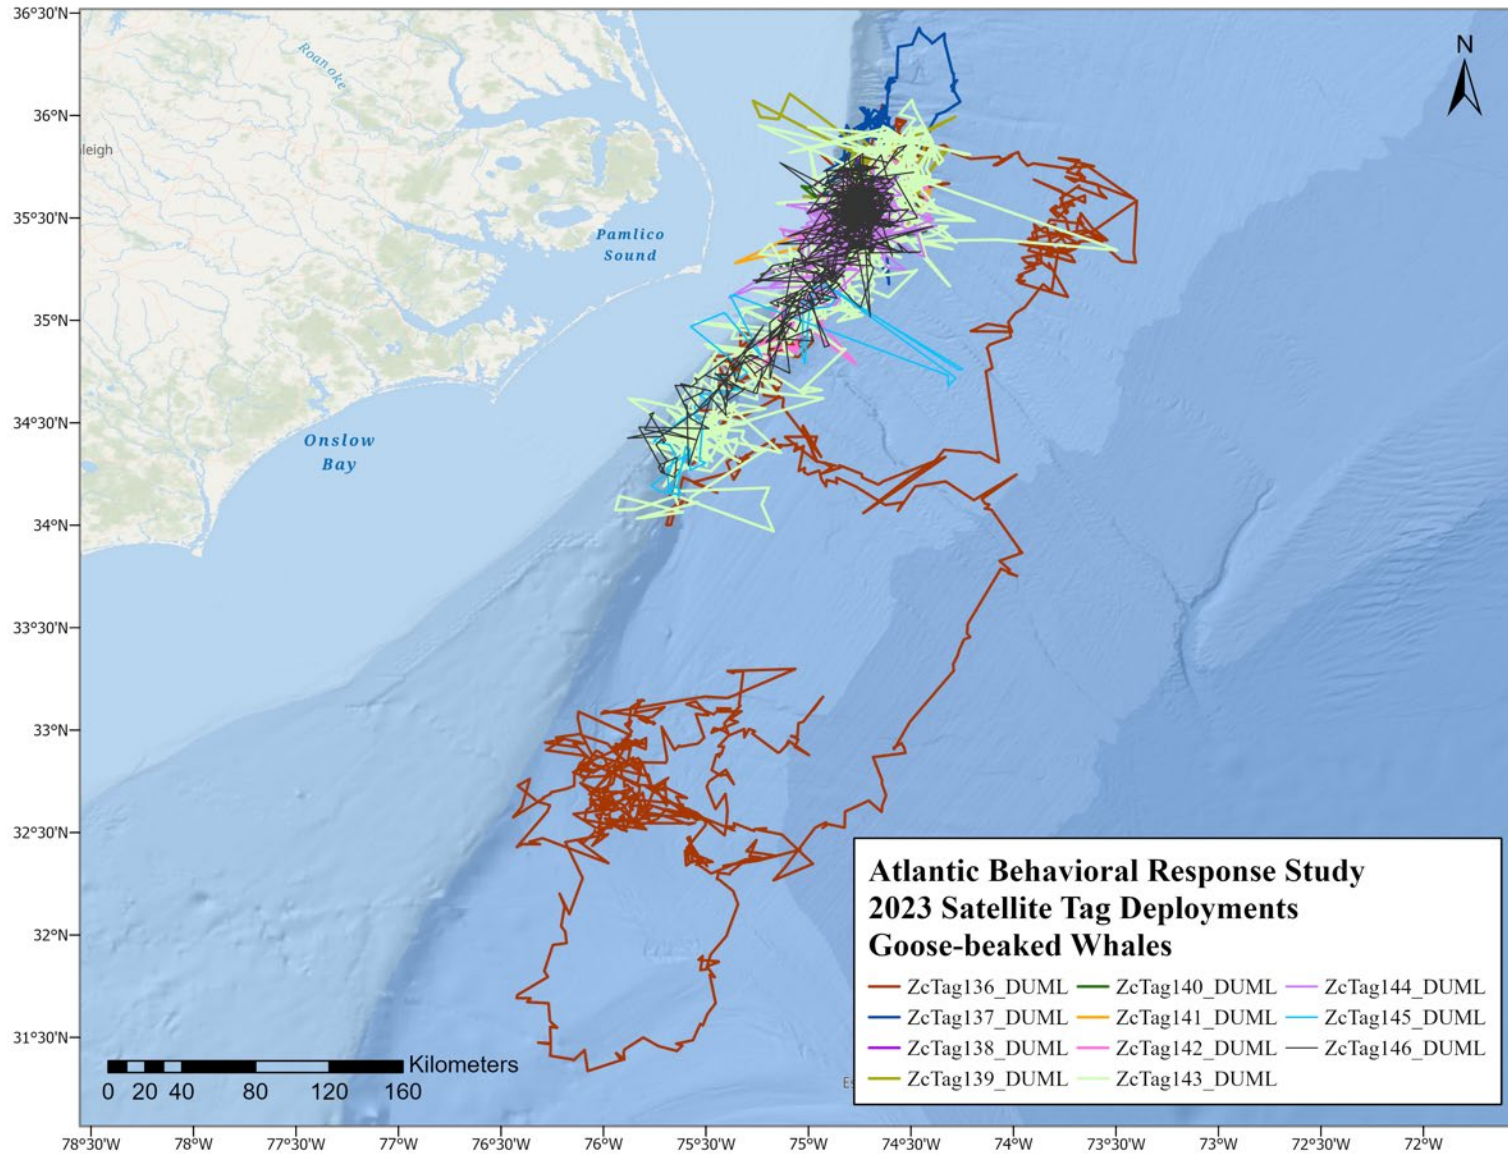 36°30'N
36°N
35°30'N
35°N
34°30'N
34°N
33°30'N
33°N
32°30'N
32°N
31°30'N
Roanoke
leigh
Pamlico
Sound
Onslow
Bay
N
Kilometers
0 20 40 80 120 160
Atlantic Behavioral Response Study
2023 Satellite Tag Deployments
Goose-beaked Whales
ZcTag136_DUML ZcTag140_DUML ZcTag144_DUML
ZcTag137_DUML ZcTag141_DUML ZcTag145_DUML
ZcTag138_DUML ZcTag142_DUML ZcTag146_DUML
ZcTag139_DUML ZcTag143_DUML
Es
78°30'W 78°W 77°30'W 77°W 76°30'W 76°W 75°30'W 75°W 74°30'W 74°W 73°30'W 73°W 72°30'W 72°W